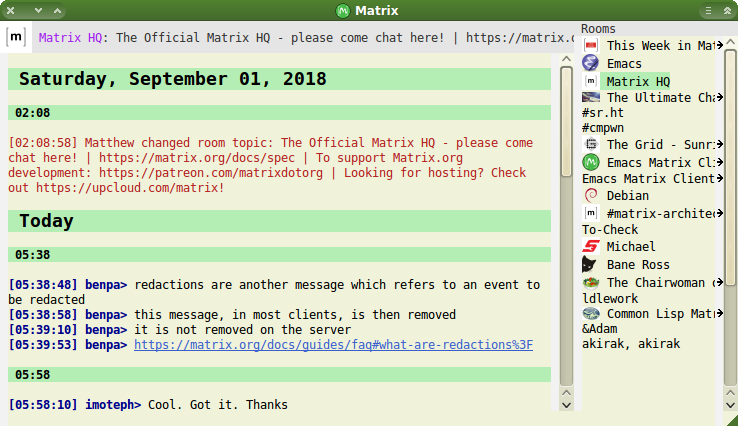 Matrix
[m] Matrix HQ: The Official Matrix HQ - please come chat here! | https://matrix.o
Saturday, September 01, 2018
02:08
[02:08:58] Matthew changed room topic: The Official Matrix HQ - please come
chat here! | https://matrix.org/docs/spec | To support Matrix.org
development: https://patreon.com/matrixdotorg | Looking for hosting? Check
out https://upcloud.com/matrix!
Today
05:38
[05:38:48] benpa> redactions are another message which refers to an event to
be redacted
[05:38:58] benpa> this message, in most clients, is then removed
[05:39:10] benpa> it is not removed on the server
[05:39:53] benpa> https://matrix.org/docs/guides/faq#what-are-redactions%3F
05:58
[05:58:10] imoteph> Cool. Got it. Thanks
Rooms
This Week in Mat
Emacs
[m] Matrix HQ
The Ultimate Cha
#sr.ht
#cmpwn
The Grid - Sunri
Emacs Matrix Cli
Emacs Matrix Client
Debian
[m] #matrix-architec
To-Check
Michael
Bane Ross
The Chairwoman o
ldlework
Common Lisp Matr
&Adam
akirak, akirak